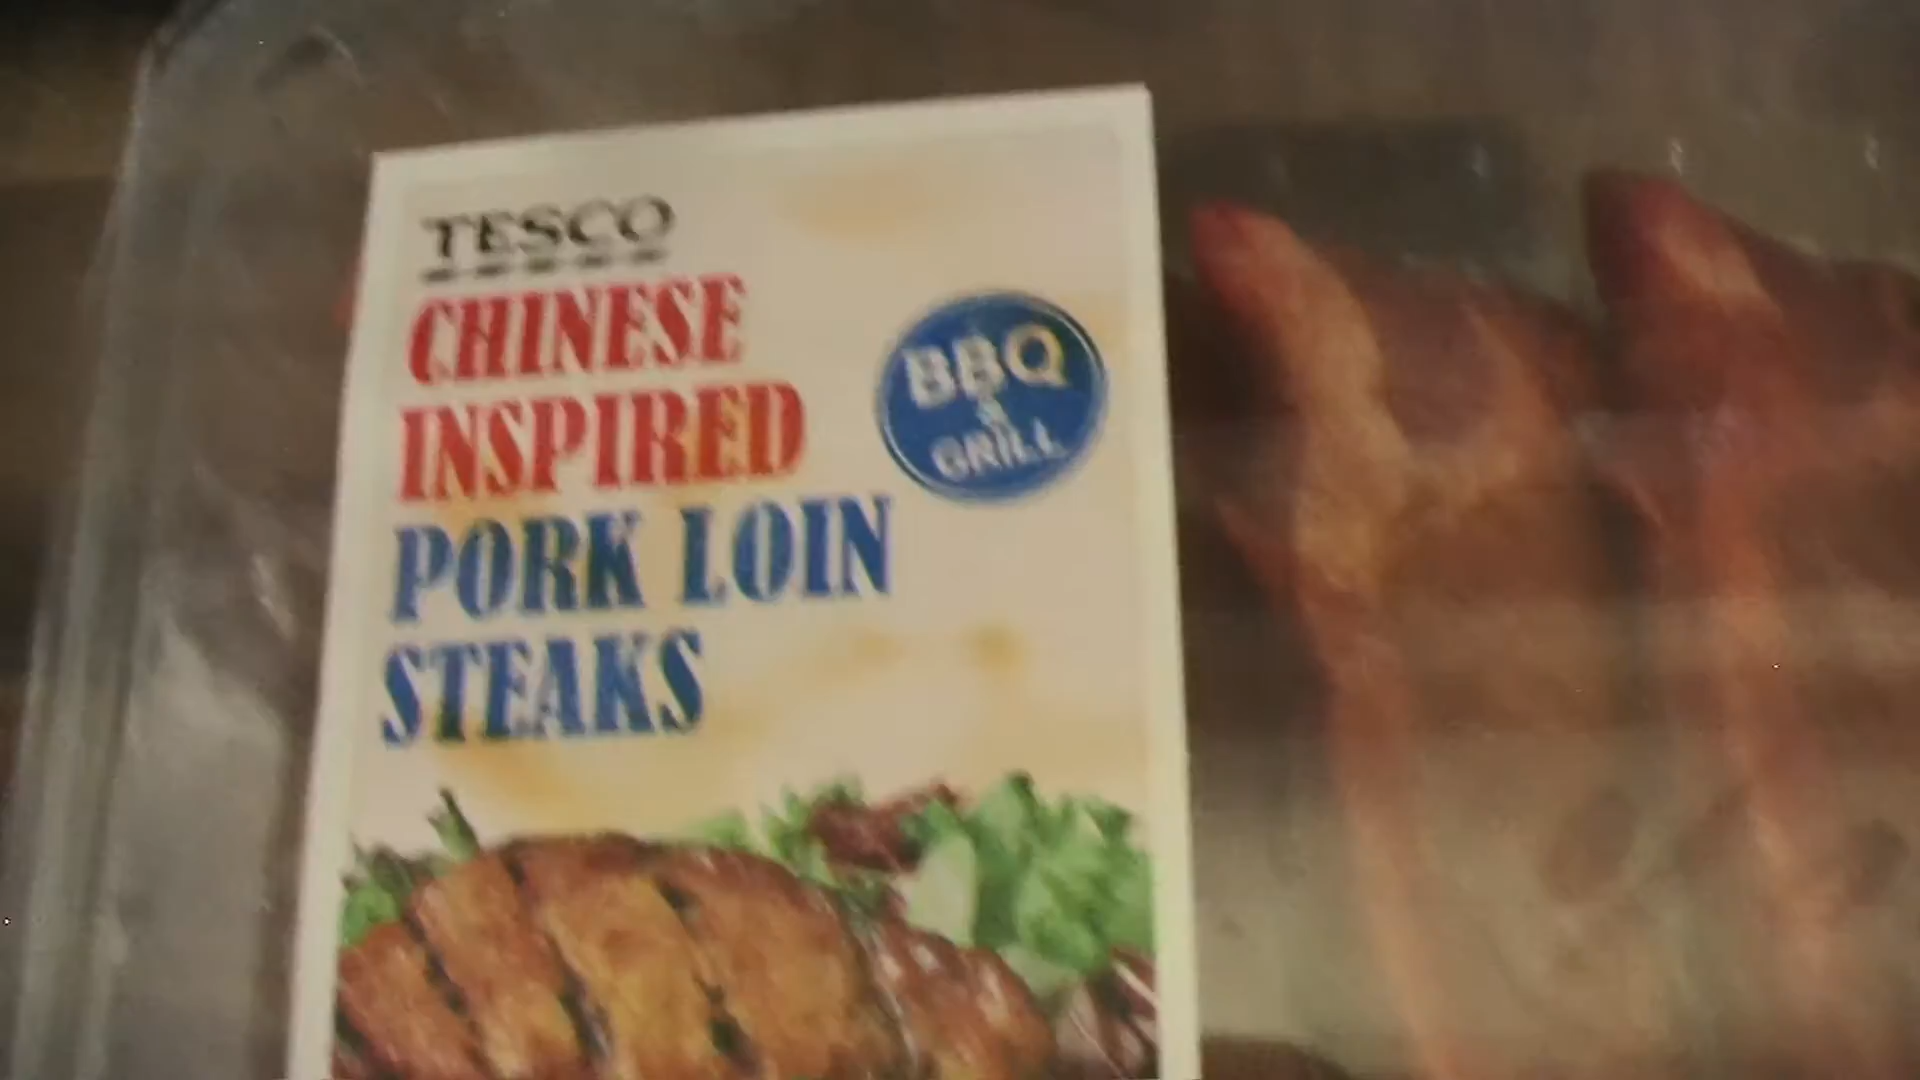 TESCO
CHINESE
INSPIRED
PORK LOIN
STEAKS
BBQ
&
GRILL